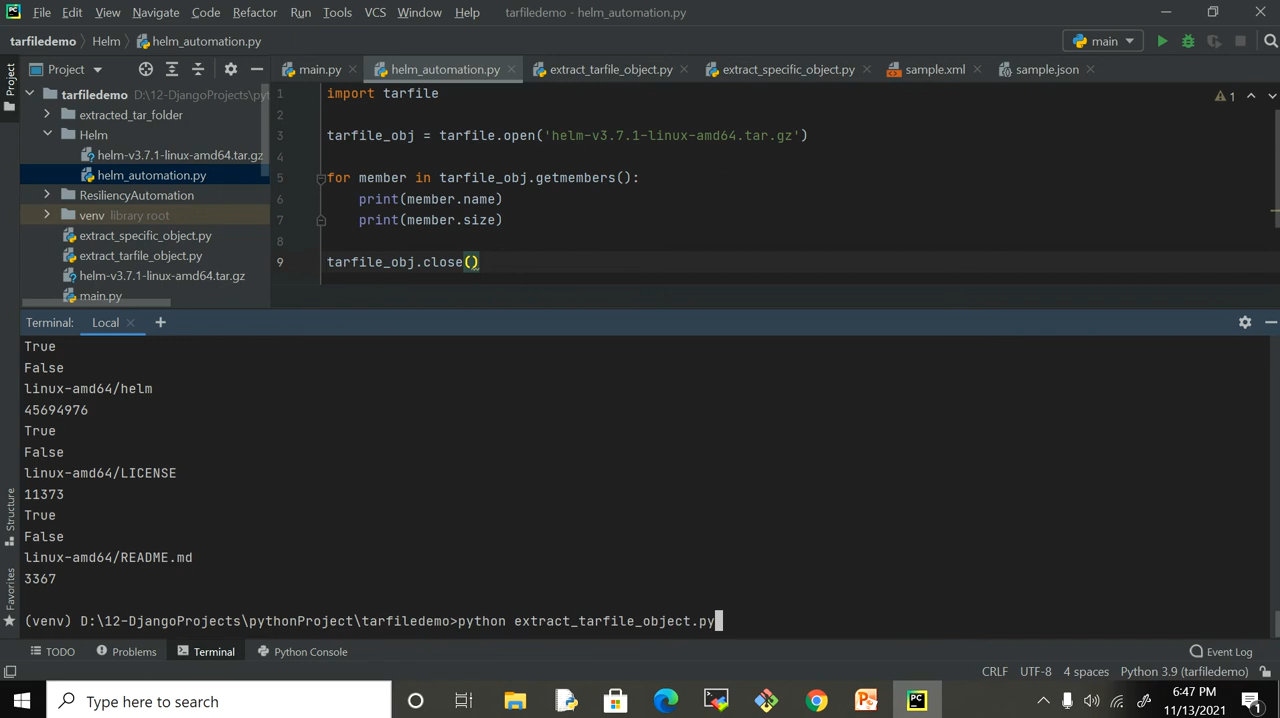 File Edit View Navigate Code Refactor Run Tools VCS Window Help tarfiledemo - helm_automation.py
tarfiledemo Helm helm_automation.py main
Project main.py helm_automation.py extract_tarfile_object.py extract_specific_object.py sample.xml sample.json
Project
tarfiledemo D:\12-DjangoProjects\pyt
extracted_tar_folder
Helm
helm-v3.7.1-linux-amd64.tar.gz
helm_automation.py
ResiliencyAutomation
venv library root
extract_specific_object.py
extract_tarfile_object.py
helm-v3.7.1-linux-amd64.tar.gz
main.py
1 import tarfile
2
3 tarfile_obj = tarfile.open('helm-v3.7.1-linux-amd64.tar.gz')
4
5 for member in tarfile_obj.getmembers():
6 print(member.name)
7 print(member.size)
8
9 tarfile_obj.close()
1
Terminal: Local
True
False
linux-amd64/helm
45694976
True
False
linux-amd64/LICENSE
11373
True
False
linux-amd64/README.md
3367
(venv) D:\12-DjangoProjects\pythonProject\tarfiledemo>python extract_tarfile_object.py
Structure
Favorites
TODO Problems Terminal Python Console Event Log
CRLF UTF-8 4 spaces Python 3.9 (tarfiledemo)
Type here to search
PC
6:47 PM
11/13/2021
1